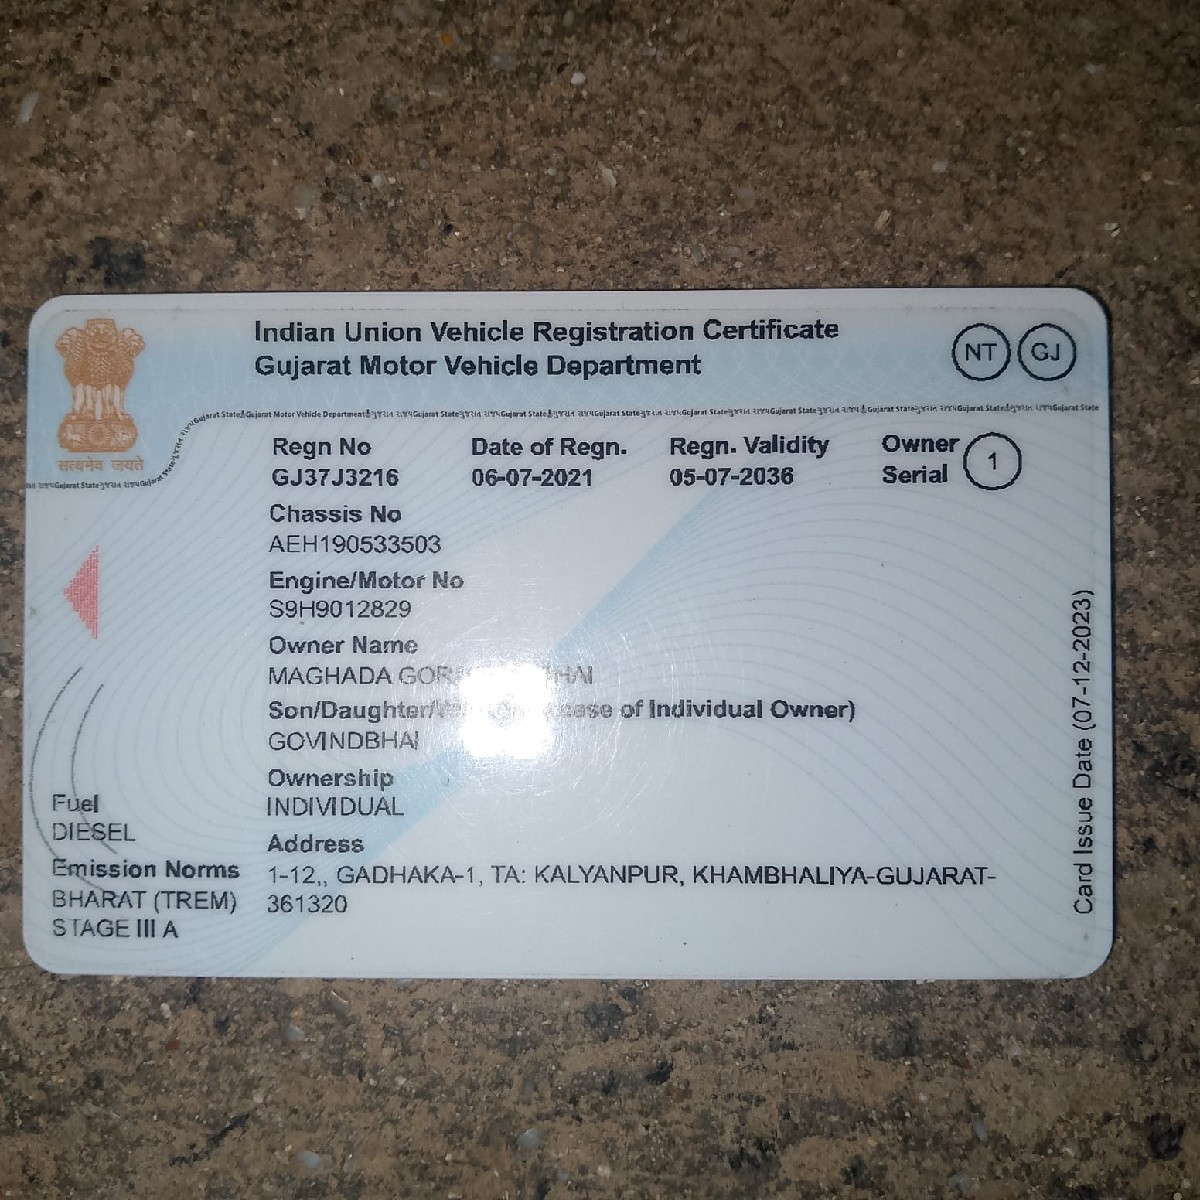 Indian Union Vehicle Registration Certificate
Gujarat Motor Vehicle Department
NT GJ
सत्यमेव जयते
Regn No Date of Regn. Regn. Validity Owner Serial 1
GJ37J3216 06-07-2021 05-07-2036
Chassis No
AEH190533503
Engine/Motor No
S9H9012829
Owner Name
MAGHADA
Son/Daughter/ of Individual Owner)
GOVINDBHAI
Ownership
INDIVIDUAL
Address
1-12,, GADHAKA-1, TA: KALYANPUR, KHAMBHALIYA-GUJARAT-
361320
Fuel
DIESEL
Emission Norms
BHARAT (TREM)
STAGE III A
Card Issue Date (07-12-2023)